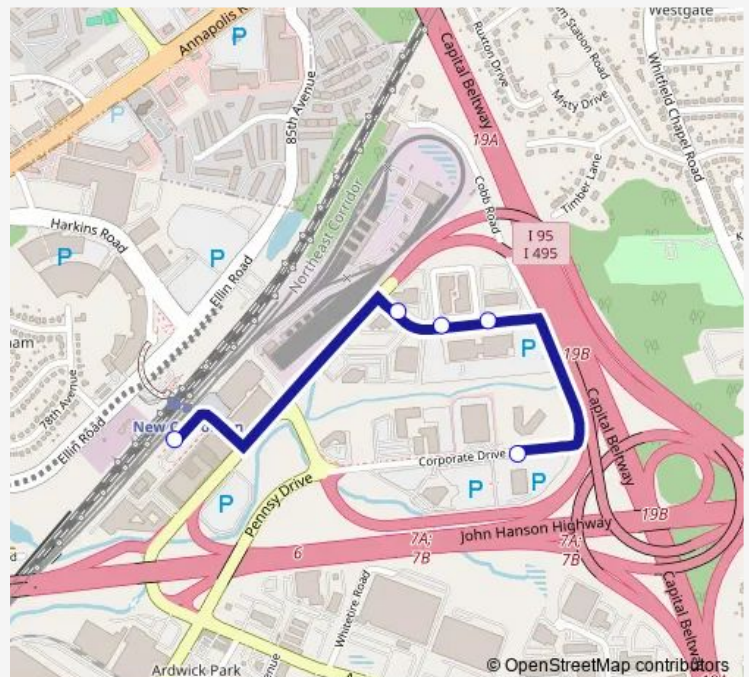 Westgate
Annapolis R
P
85th Avenue
Capital Beltway
19A
Ruxton Drive
m Station Road
Misty Drive
Whitfield Chapel Road
P
Timber Lane
Cobb Road
Harkins Road
P
P
Ellin Road
Northeast Corridor
I 95
I 495
78th Avenue
Ellin Road
New C
n
P
19B
Capital Beltway
Corporate Drive
P
P
P
Pennsy Drive
John Hanson Highway
19B
6
7A;
7B
7A;
7B
Capital Beltway
Whitetire Road
Ardwick Park
© OpenStreetMap contributors